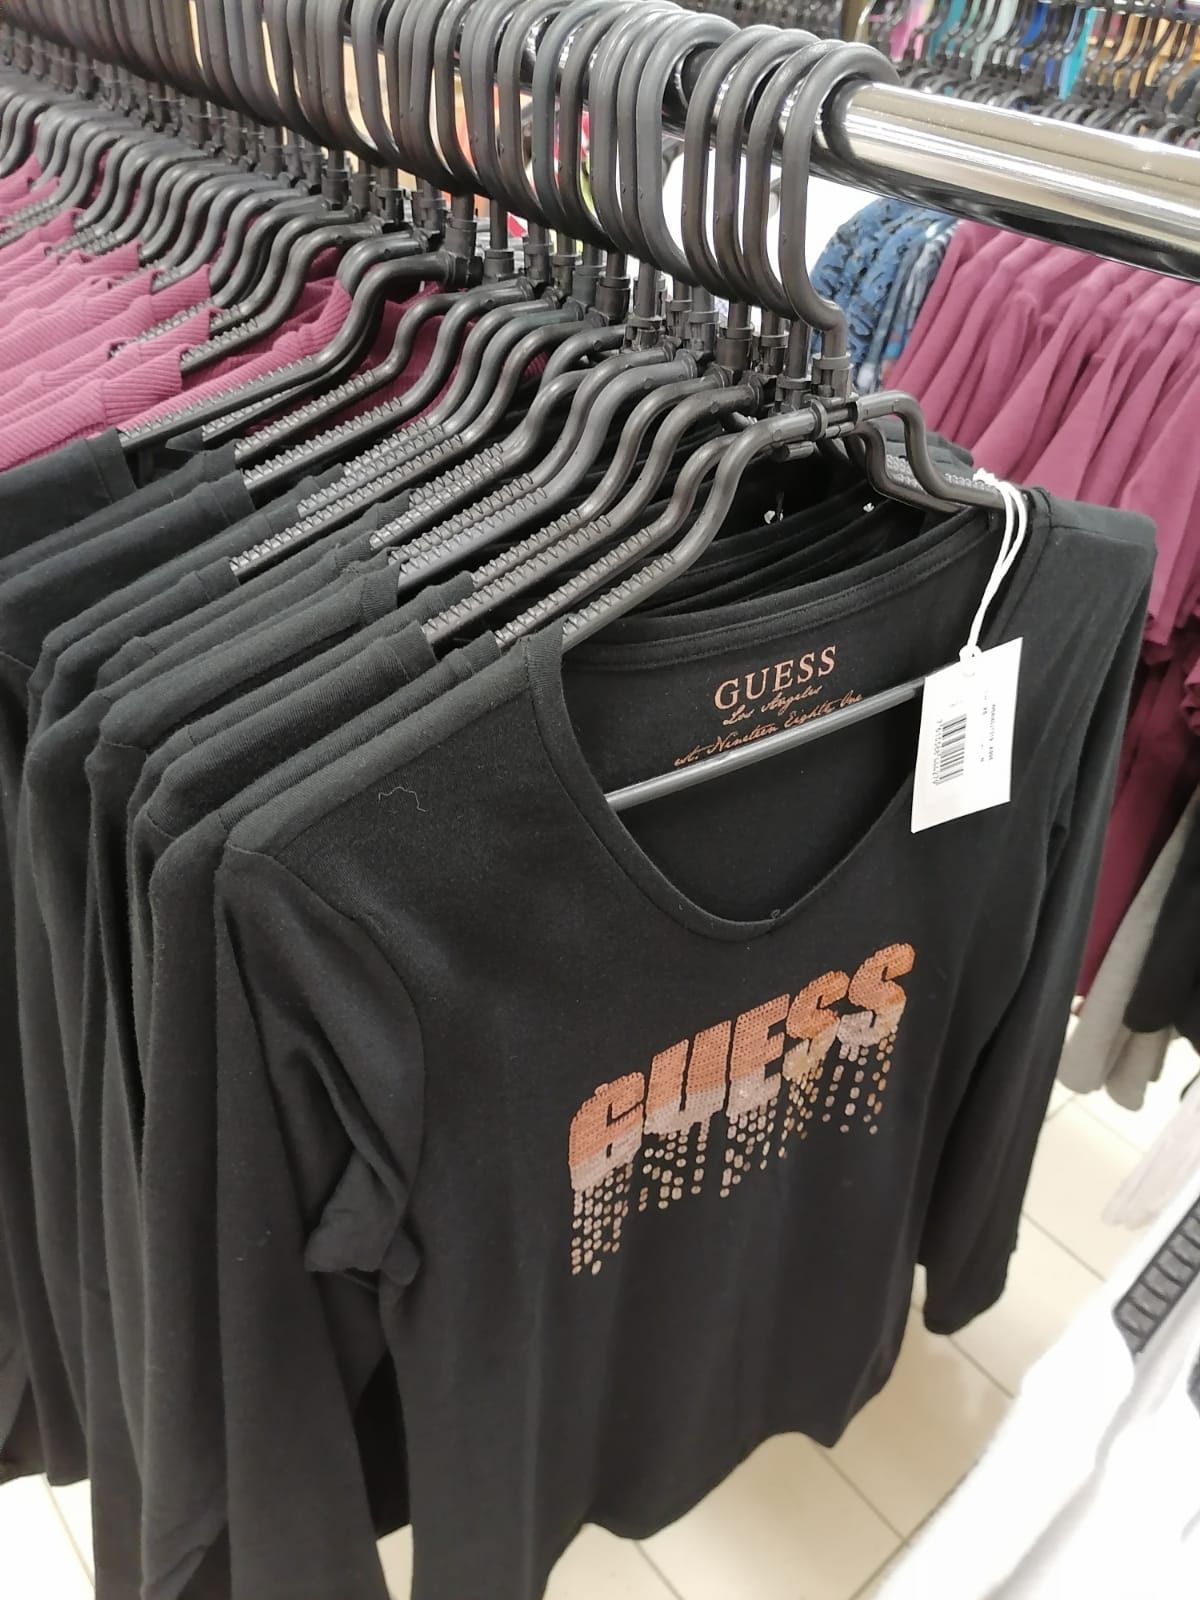 GUESS
Los Angeles
est. Nineteen Eighty One
GUESS